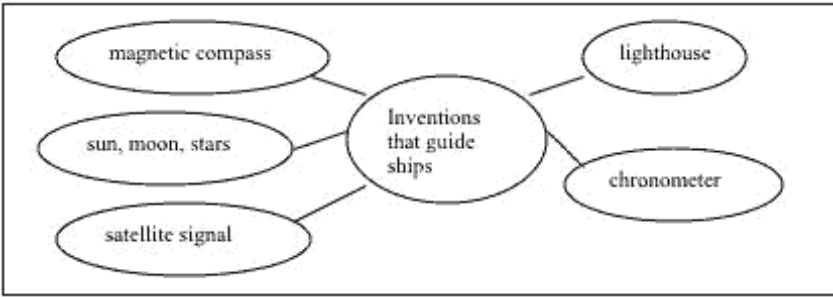 magnetic compass
lighthouse
Inventions
that guide
ships
sun, moon, stars
chronometer
satellite signal